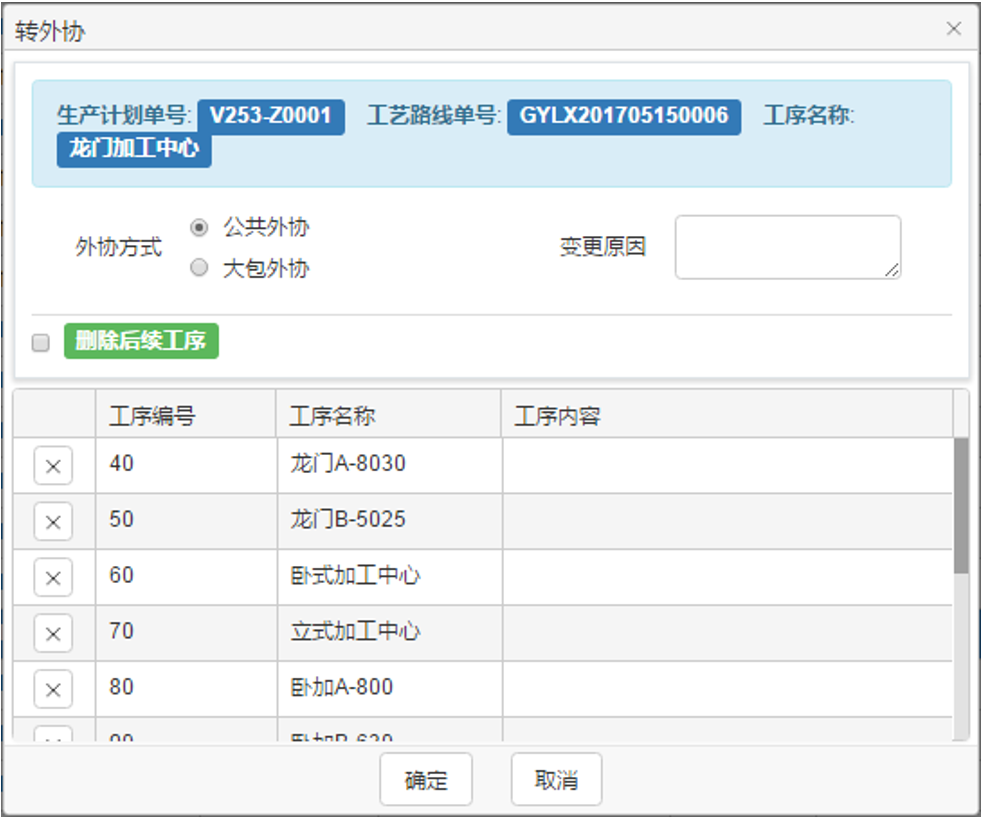 转外协
生产计划单号: V253-Z0001 工艺路线单号: GYLX201705150006 工序名称:
龙门加工中心
外协方式
公共外协
大包外协
变更原因
删除后续工序
工序编号 工序名称 工序内容
40 龙门A-8030
50 龙门B-5025
60 卧式加工中心
70 立式加工中心
80 卧加A-800
90 卧加B-630
确定 取消